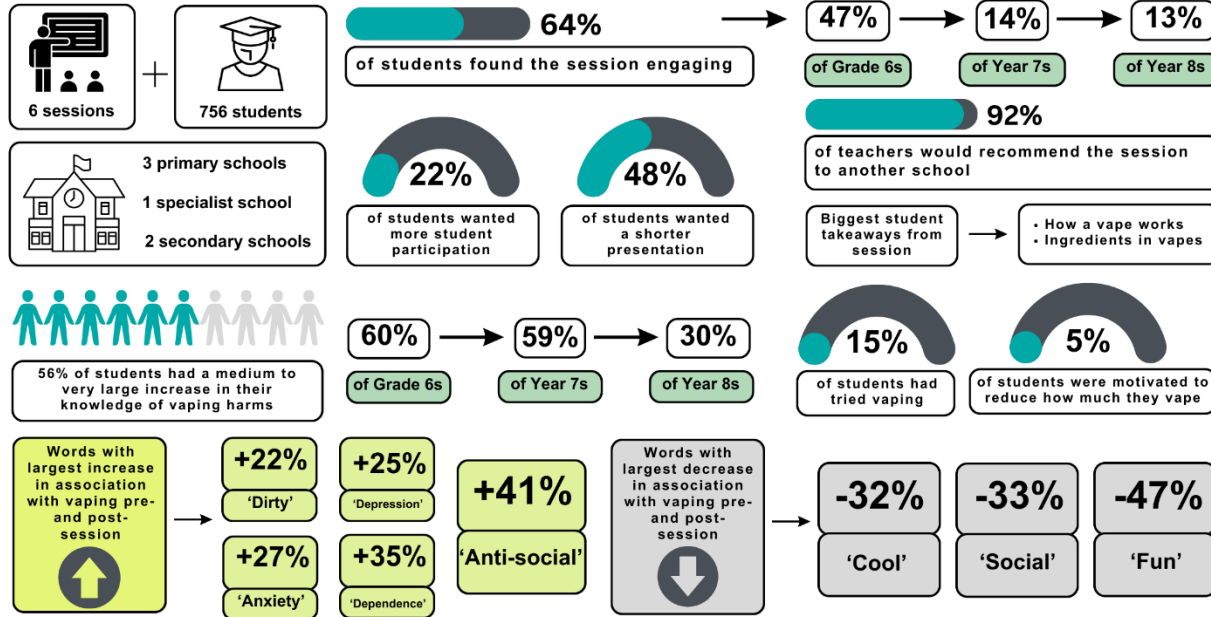 6 sessions
+
756 students
3 primary schools
1 specialist school
2 secondary schools
64%
of students found the session engaging
47%
of Grade 6s
14%
of Year 7s
13%
of Year 8s
22%
of students wanted
more student
participation
48%
of students wanted
a shorter
presentation
92%
of teachers would recommend the session
to another school
Biggest student
takeaways from
session
• How a vape works
• Ingredients in vapes
56% of students had a medium to
very large increase in their
knowledge of vaping harms
60%
of Grade 6s
59%
of Year 7s
30%
of Year 8s
15%
of students had
tried vaping
5%
of students were motivated to
reduce how much they vape
Words with
largest increase
in association
with vaping pre-
and post-
session
+22%
‘Dirty’
+25%
‘Depression’
+27%
‘Anxiety’
+35%
‘Dependence’
+41%
‘Anti-social’
Words with
largest decrease
in association
with vaping pre-
and post-
session
-32%
‘Cool’
-33%
‘Social’
-47%
‘Fun’